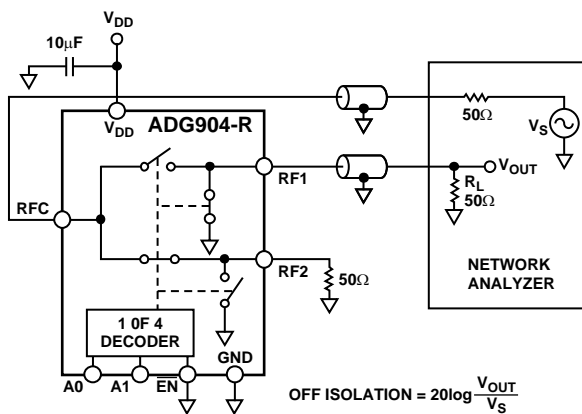 VDD
10μF
VDD
ADG904-R
50Ω
VS
RF1
VOUT
RL
50Ω
RFC
RF2
50Ω
NETWORK
ANALYZER
1 0F 4
DECODER
GND
A0
A1
EN
OFF ISOLATION = 20log VOUT/VS